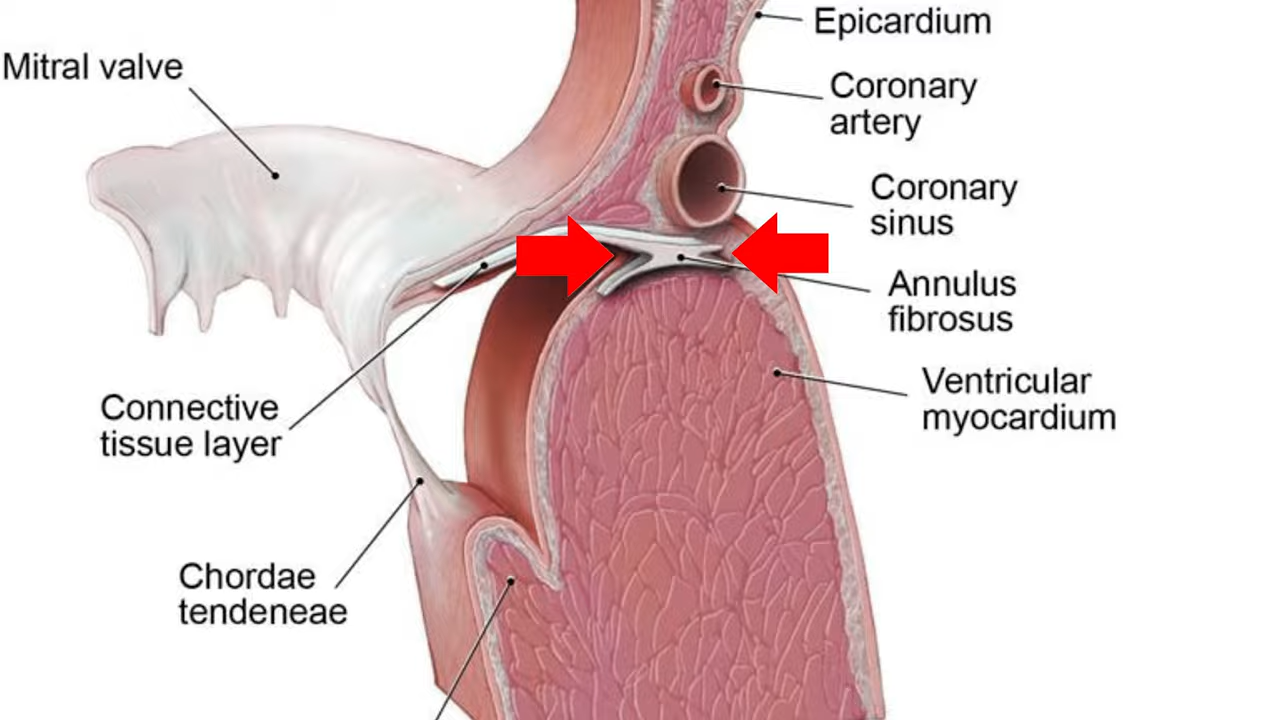 Epicardium
Mitral valve
Coronary
artery
Coronary
sinus
Annulus
fibrosus
Ventricular
myocardium
Connective
tissue layer
Chordae
tendeneae